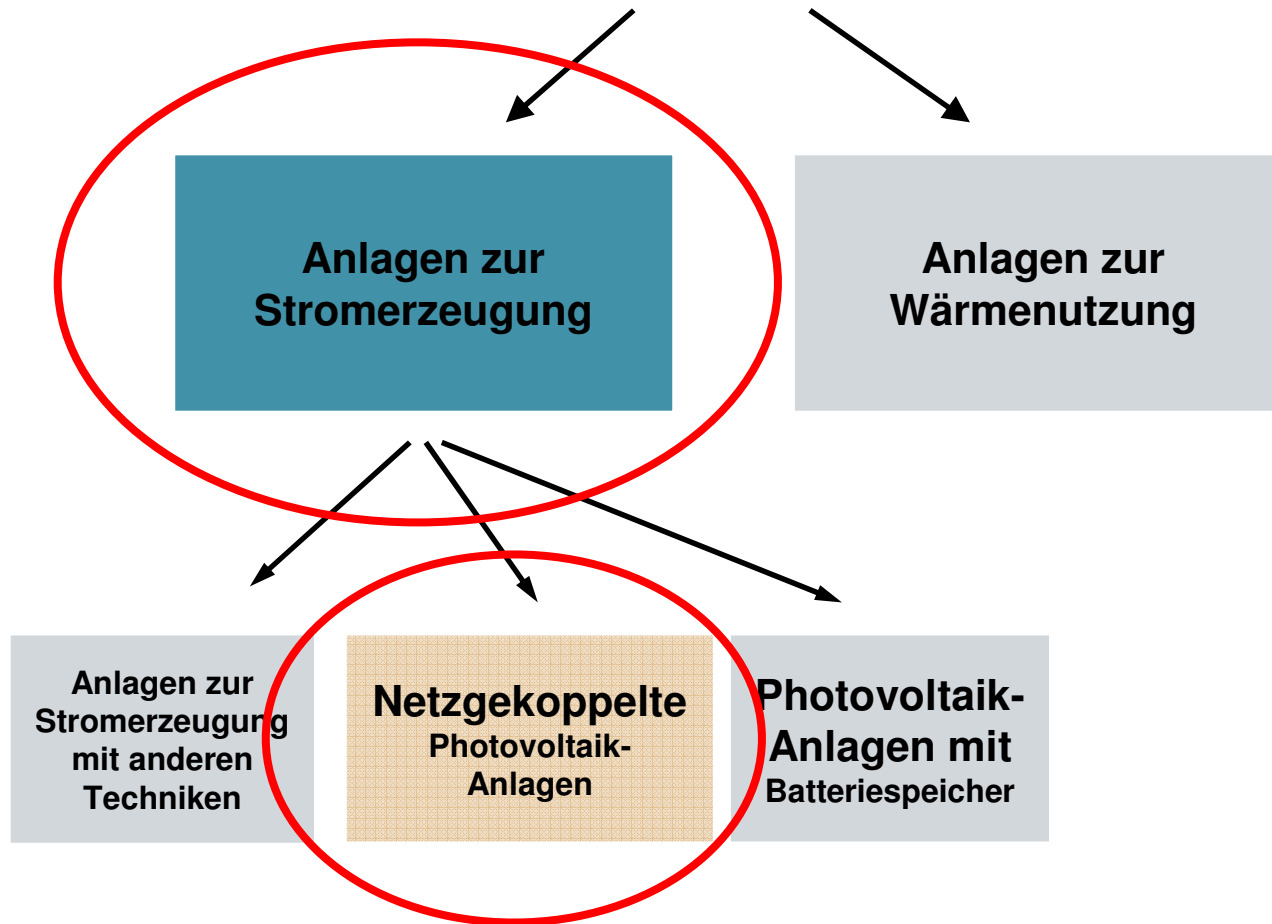 Anlagen zur
Stromerzeugung
Anlagen zur
Wärmenutzung
Anlagen zur
Stromerzeugung
mit anderen
Techniken
Netzgekoppelte
Photovoltaik-
Anlagen
Photovoltaik-
Anlagen mit
Batteriespeicher